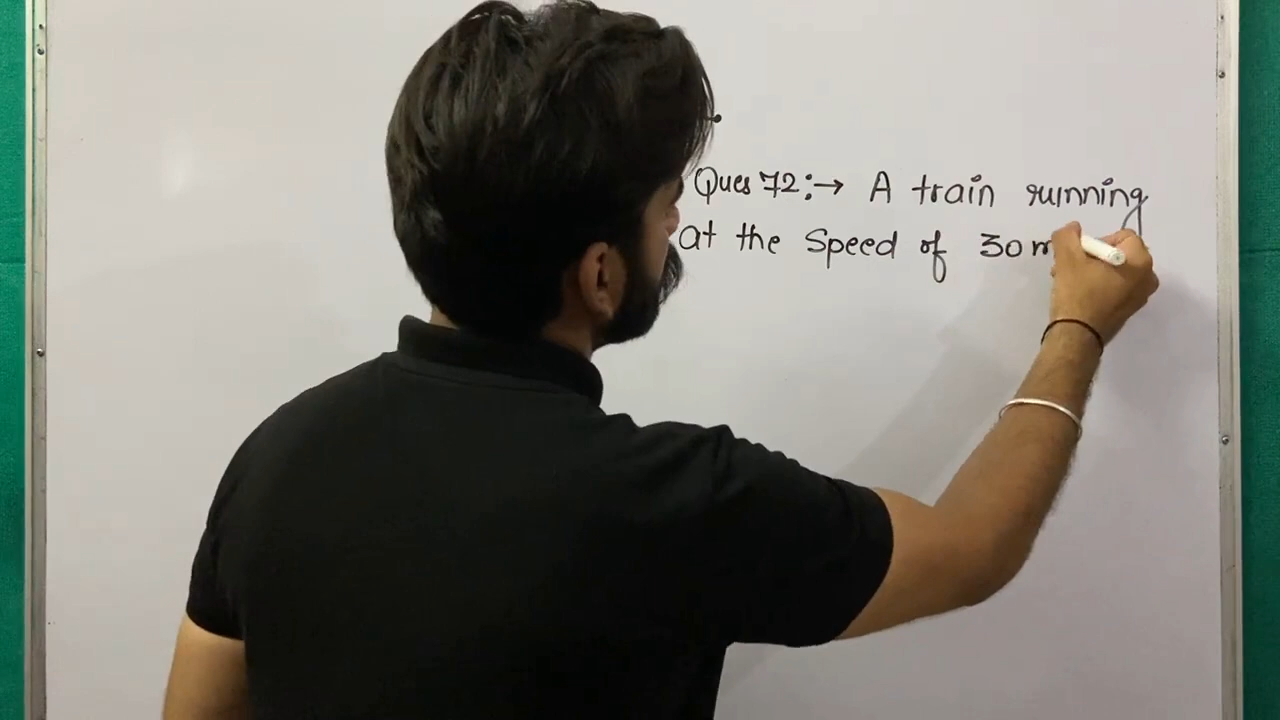 Ques 72:→ A train running
at the Speed of 30 m